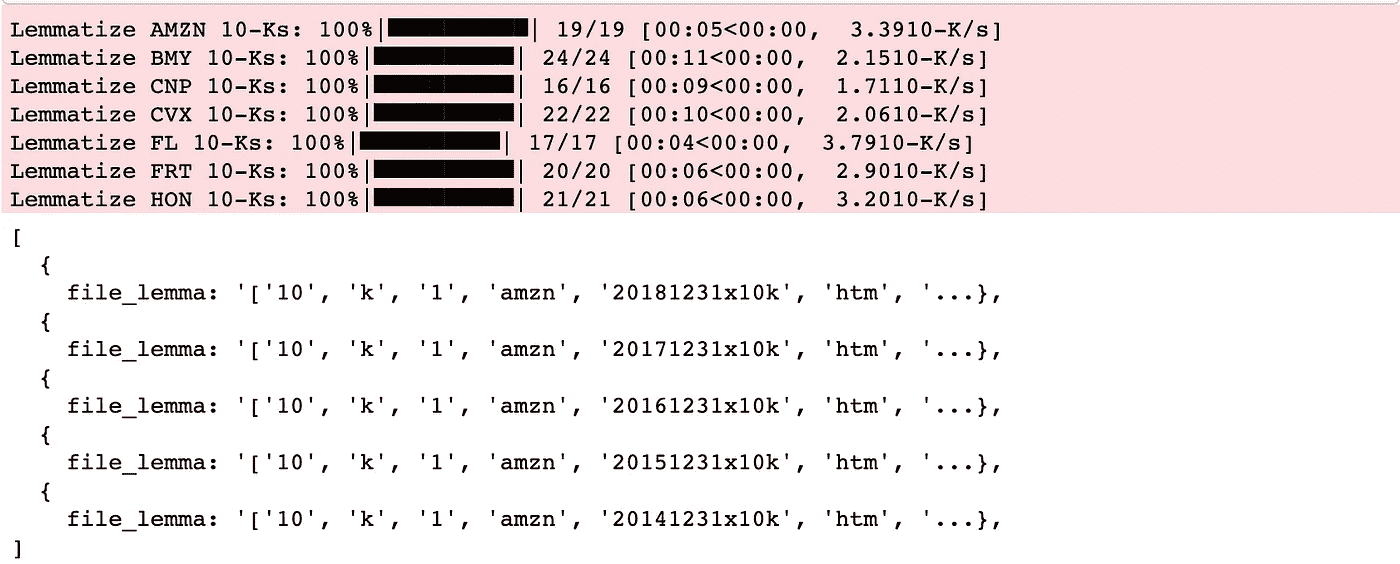 Lemmatize AMZN 10-Ks: 100%|██████████| 19/19 [00:05<00:00,  3.3910-K/s]
Lemmatize BMY 10-Ks: 100%|██████████| 24/24 [00:11<00:00,  2.1510-K/s]
Lemmatize CNP 10-Ks: 100%|██████████| 16/16 [00:09<00:00,  1.7110-K/s]
Lemmatize CVX 10-Ks: 100%|██████████| 22/22 [00:10<00:00,  2.0610-K/s]
Lemmatize FL 10-Ks: 100%|██████████| 17/17 [00:04<00:00,  3.7910-K/s]
Lemmatize FRT 10-Ks: 100%|██████████| 20/20 [00:06<00:00,  2.9010-K/s]
Lemmatize HON 10-Ks: 100%|██████████| 21/21 [00:06<00:00,  3.2010-K/s]
[
  {
    file_lemma: '['10', 'k', '1', 'amzn', '20181231x10k', 'htm', '...},
  {
    file_lemma: '['10', 'k', '1', 'amzn', '20171231x10k', 'htm', '...},
  {
    file_lemma: '['10', 'k', '1', 'amzn', '20161231x10k', 'htm', '...},
  {
    file_lemma: '['10', 'k', '1', 'amzn', '20151231x10k', 'htm', '...},
  {
    file_lemma: '['10', 'k', '1', 'amzn', '20141231x10k', 'htm', '...},
]